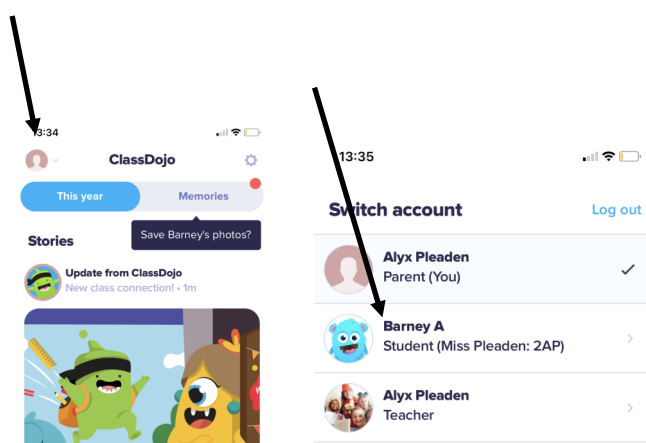 13:34
ClassDojo
This year
Memories
Save Barney's photos?
Stories
Update from ClassDojo
New class connection! • 1m
13:35
Switch account
Log out
Alyx Pleaden
Parent (You)
Barney A
Student (Miss Pleaden: 2AP)
Alyx Pleaden
Teacher